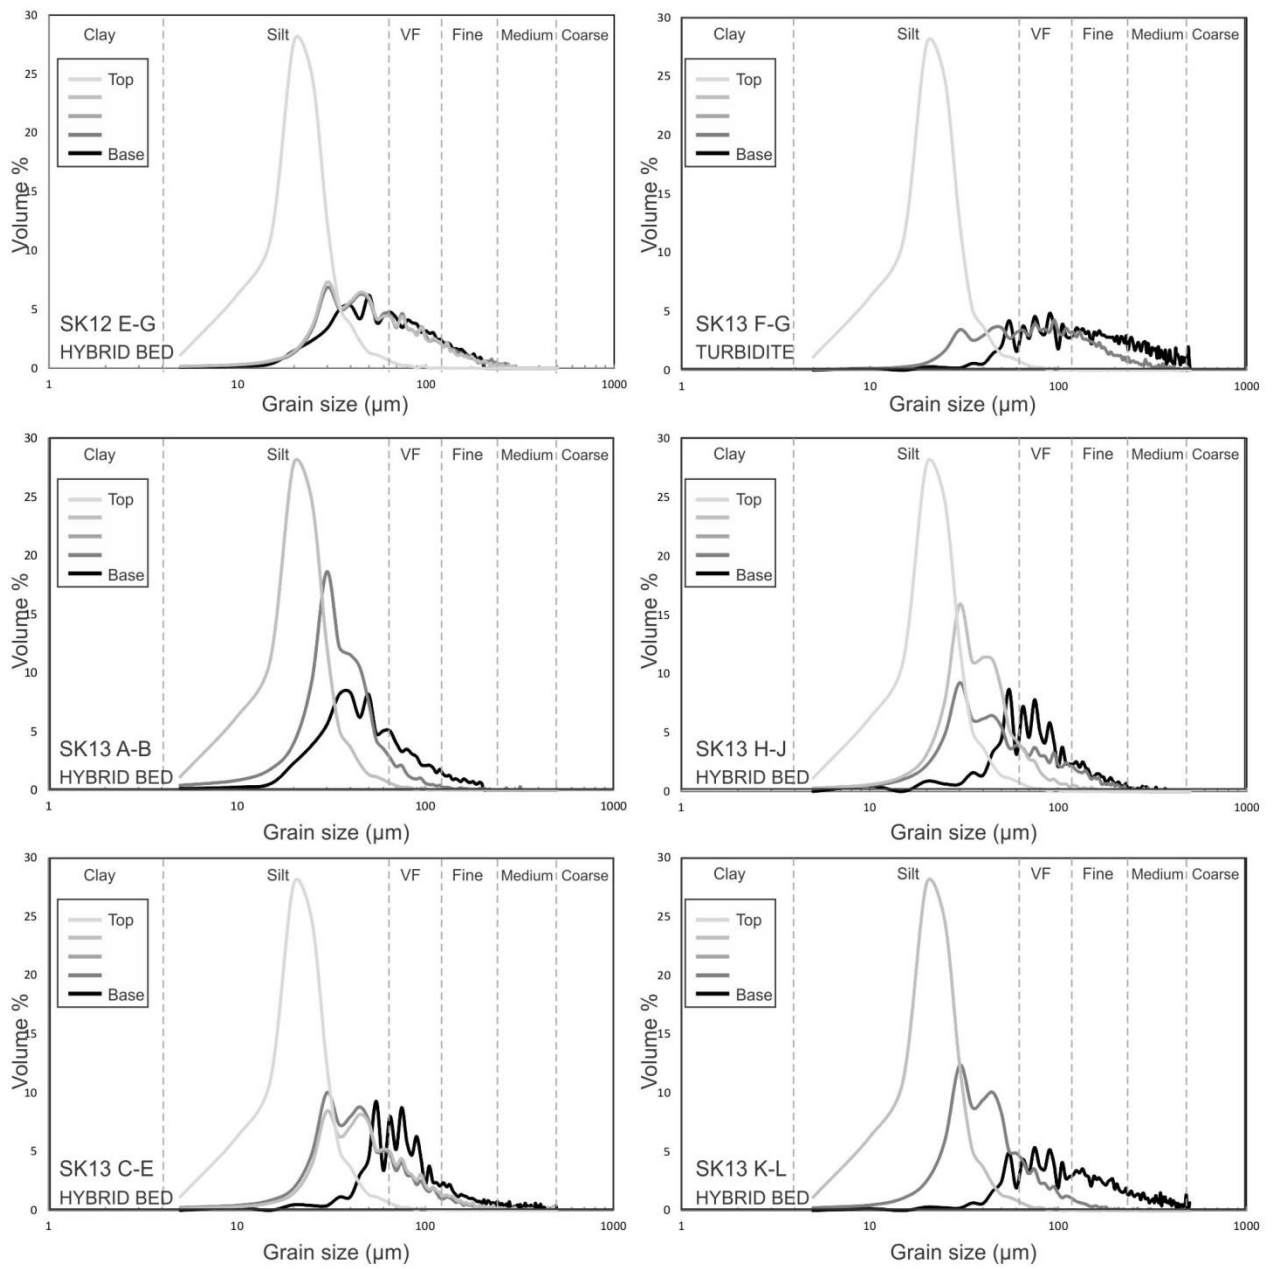 30
Clay Silt VF Fine Medium Coarse
Top
25
Base
20
15
Volume %
10
5
SK12 E-G
HYBRID BED
0
1 10 100 1000
Grain size (µm)
30
Clay Silt VF Fine Medium Coarse
Top
25
Base
20
15
Volume %
10
5
SK13 F-G
TURBIDITE
0
1 10 100 1000
Grain size (µm)
30
Clay Silt VF Fine Medium Coarse
Top
25
Base
20
15
Volume %
10
5
SK13 A-B
HYBRID BED
0
1 10 100 1000
Grain size (µm)
30
Clay Silt VF Fine Medium Coarse
Top
25
Base
20
15
Volume %
10
5
SK13 H-J
HYBRID BED
0
1 10 100 1000
Grain size (µm)
30
Clay Silt VF Fine Medium Coarse
Top
25
Base
20
15
Volume %
10
5
SK13 C-E
HYBRID BED
0
1 10 100 1000
Grain size (µm)
30
Clay Silt VF Fine Medium Coarse
Top
25
Base
20
15
Volume %
10
5
SK13 K-L
HYBRID BED
0
1 10 100 1000
Grain size (µm)